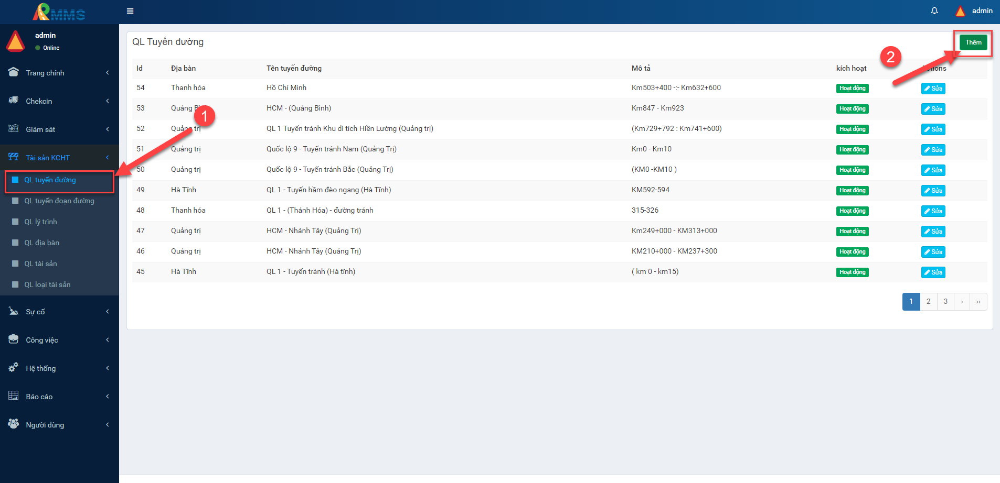 RMMS
admin
admin
Online
Trang chính
Chekcin
Giám sát
Tài sản KCHT
QL tuyến đường
QL tuyến đoạn đường
QL lý trình
QL địa bàn
QL tài sản
QL loại tài sản
Sự cố
Công việc
Hệ thống
Báo cáo
Người dùng
QL Tuyến đường
Thêm
1
2
Id Địa bàn Tên tuyến đường Mô tả kích hoạt
54 Thanh hóa Hồ Chí Minh Km503+400 -:- Km632+600 Hoạt động Sửa
53 Quảng HCM - (Quảng Bình) Km847 - Km923 Hoạt động Sửa
52 Quảng trị QL 1 Tuyến tránh Khu di tích Hiền Lường (Quảng trị) (Km729+792 : Km741+600) Hoạt động Sửa
51 Quảng trị Quốc lộ 9 - Tuyến tránh Nam (Quảng Trị) Km0 - Km10 Hoạt động Sửa
50 Quảng trị Quốc lộ 9 - Tuyến tránh Bắc (Quảng Trị) (KM0 -KM10 ) Hoạt động Sửa
49 Hà Tĩnh QL 1 - Tuyến hầm đèo ngang (Hà Tĩnh) KM592-594 Hoạt động Sửa
48 Thanh hóa QL 1 - (Thánh Hóa) - đường tránh 315-326 Hoạt động Sửa
47 Quảng trị HCM - Nhánh Tây (Quảng Trị) Km249+000 - KM313+000 Hoạt động Sửa
46 Quảng trị HCM - Nhánh Tây (Quảng Trị) KM210+000 - KM237+300 Hoạt động Sửa
45 Hà Tĩnh QL 1 - Tuyến tránh (Hà tĩnh) ( km 0 - km15) Hoạt động Sửa
1 2 3 › ››